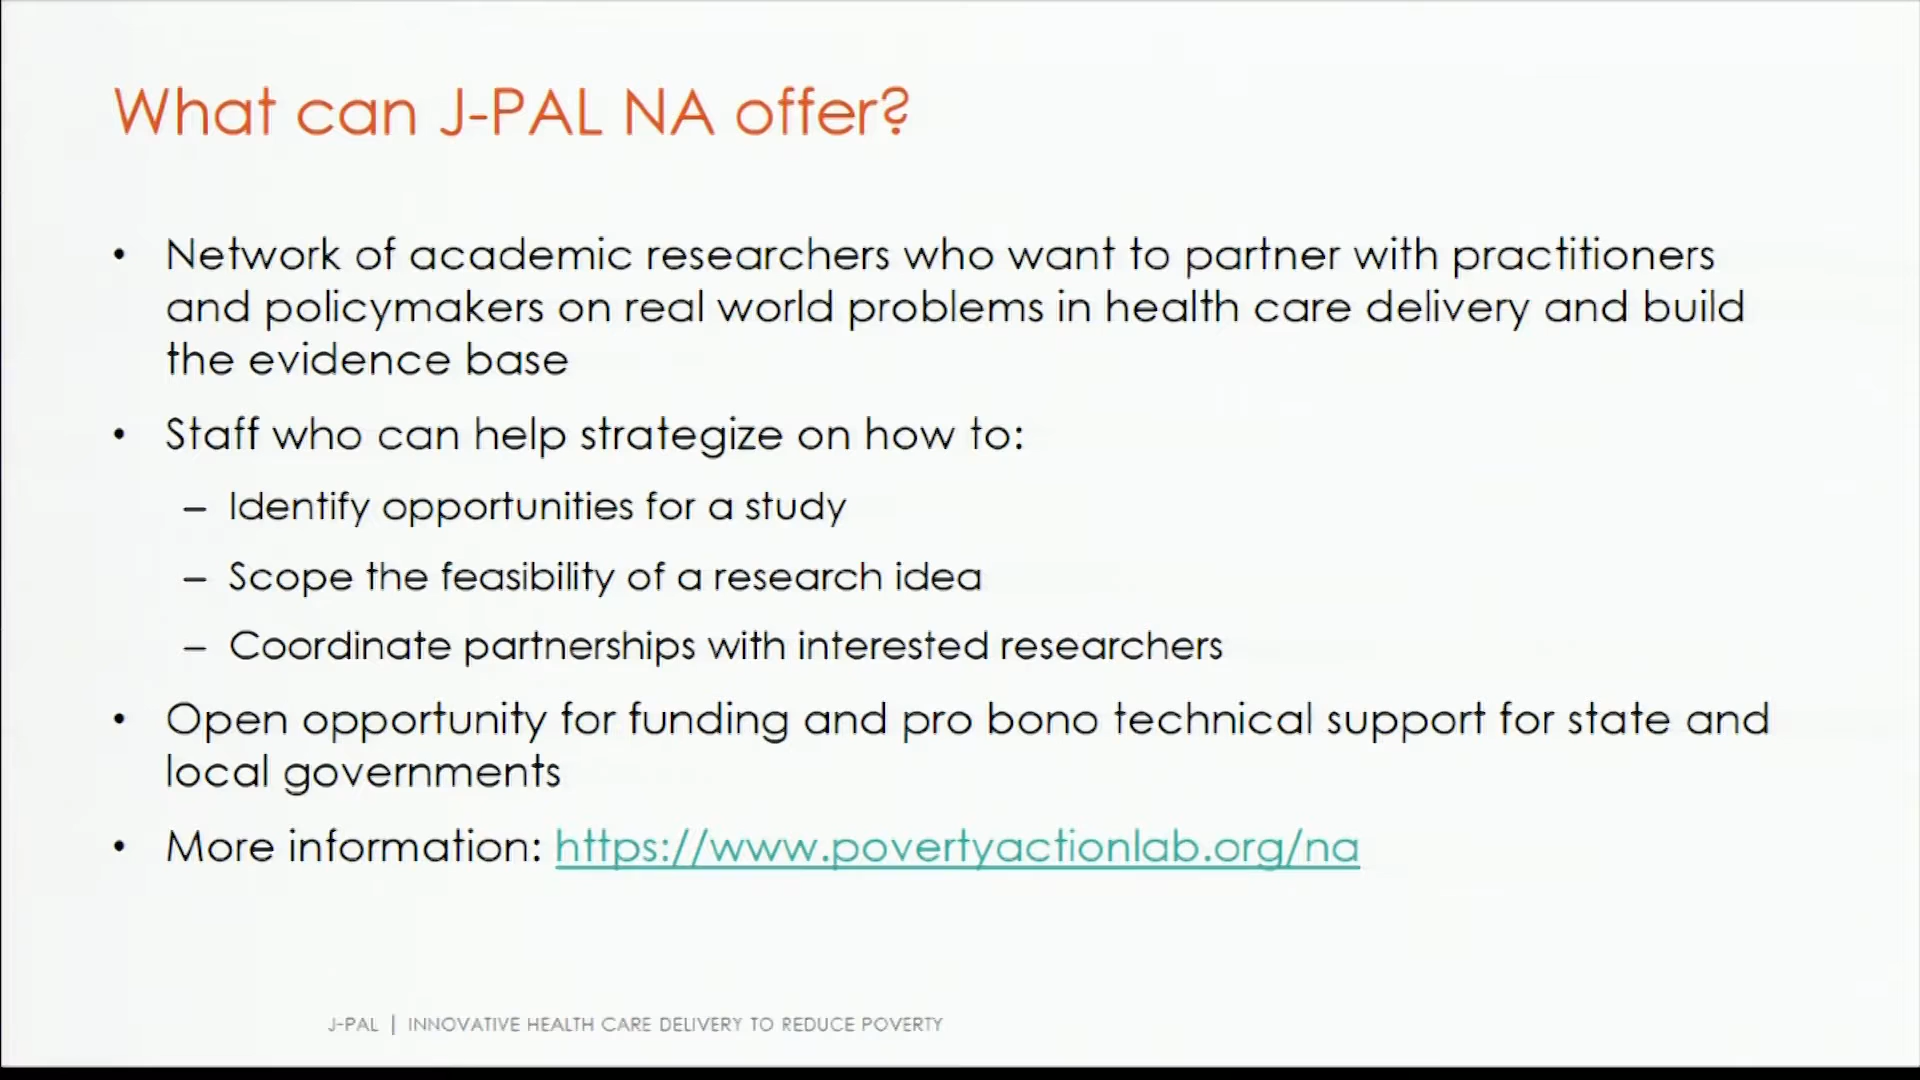 What can J-PAL NA offer?
• Network of academic researchers who want to partner with practitioners
and policymakers on real world problems in health care delivery and build
the evidence base
• Staff who can help strategize on how to:
– Identify opportunities for a study
– Scope the feasibility of a research idea
– Coordinate partnerships with interested researchers
• Open opportunity for funding and pro bono technical support for state and
local governments
• More information: https://www.povertyactionlab.org/na
J-PAL | INNOVATIVE HEALTH CARE DELIVERY TO REDUCE POVERTY